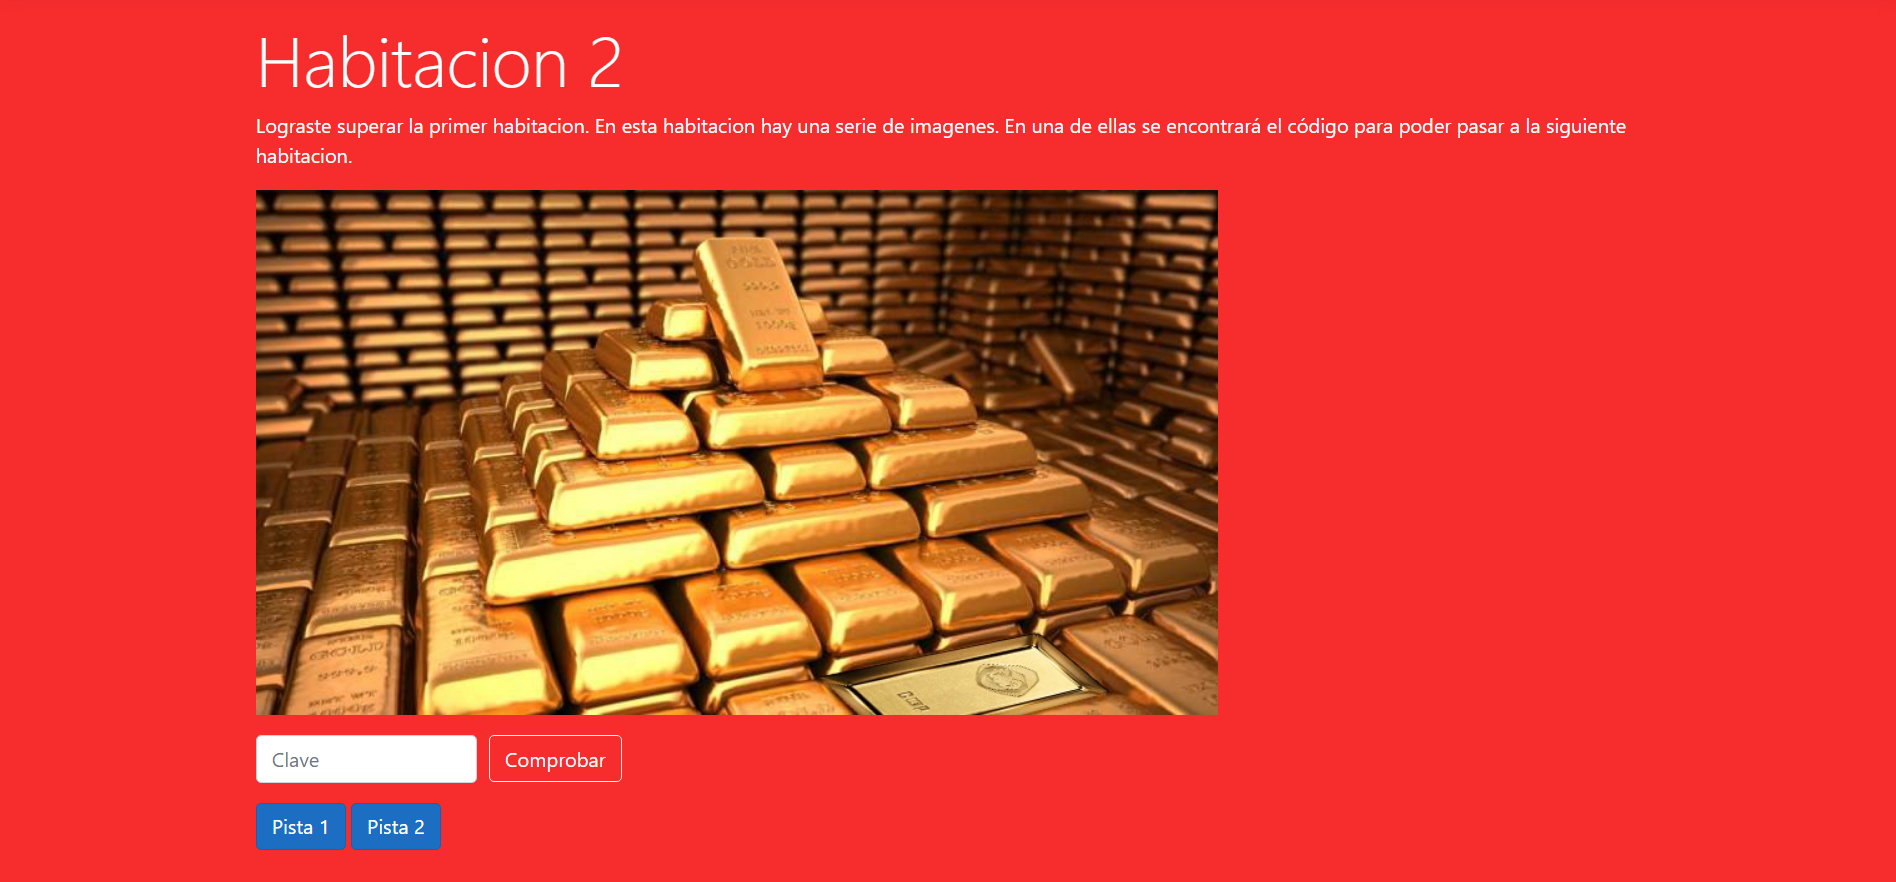 Habitacion 2
Lograste superar la primer habitacion. En esta habitacion hay una serie de imagenes. En una de ellas se encontrará el código para poder pasar a la siguiente
habitacion.
Clave
Comprobar
Pista 1
Pista 2